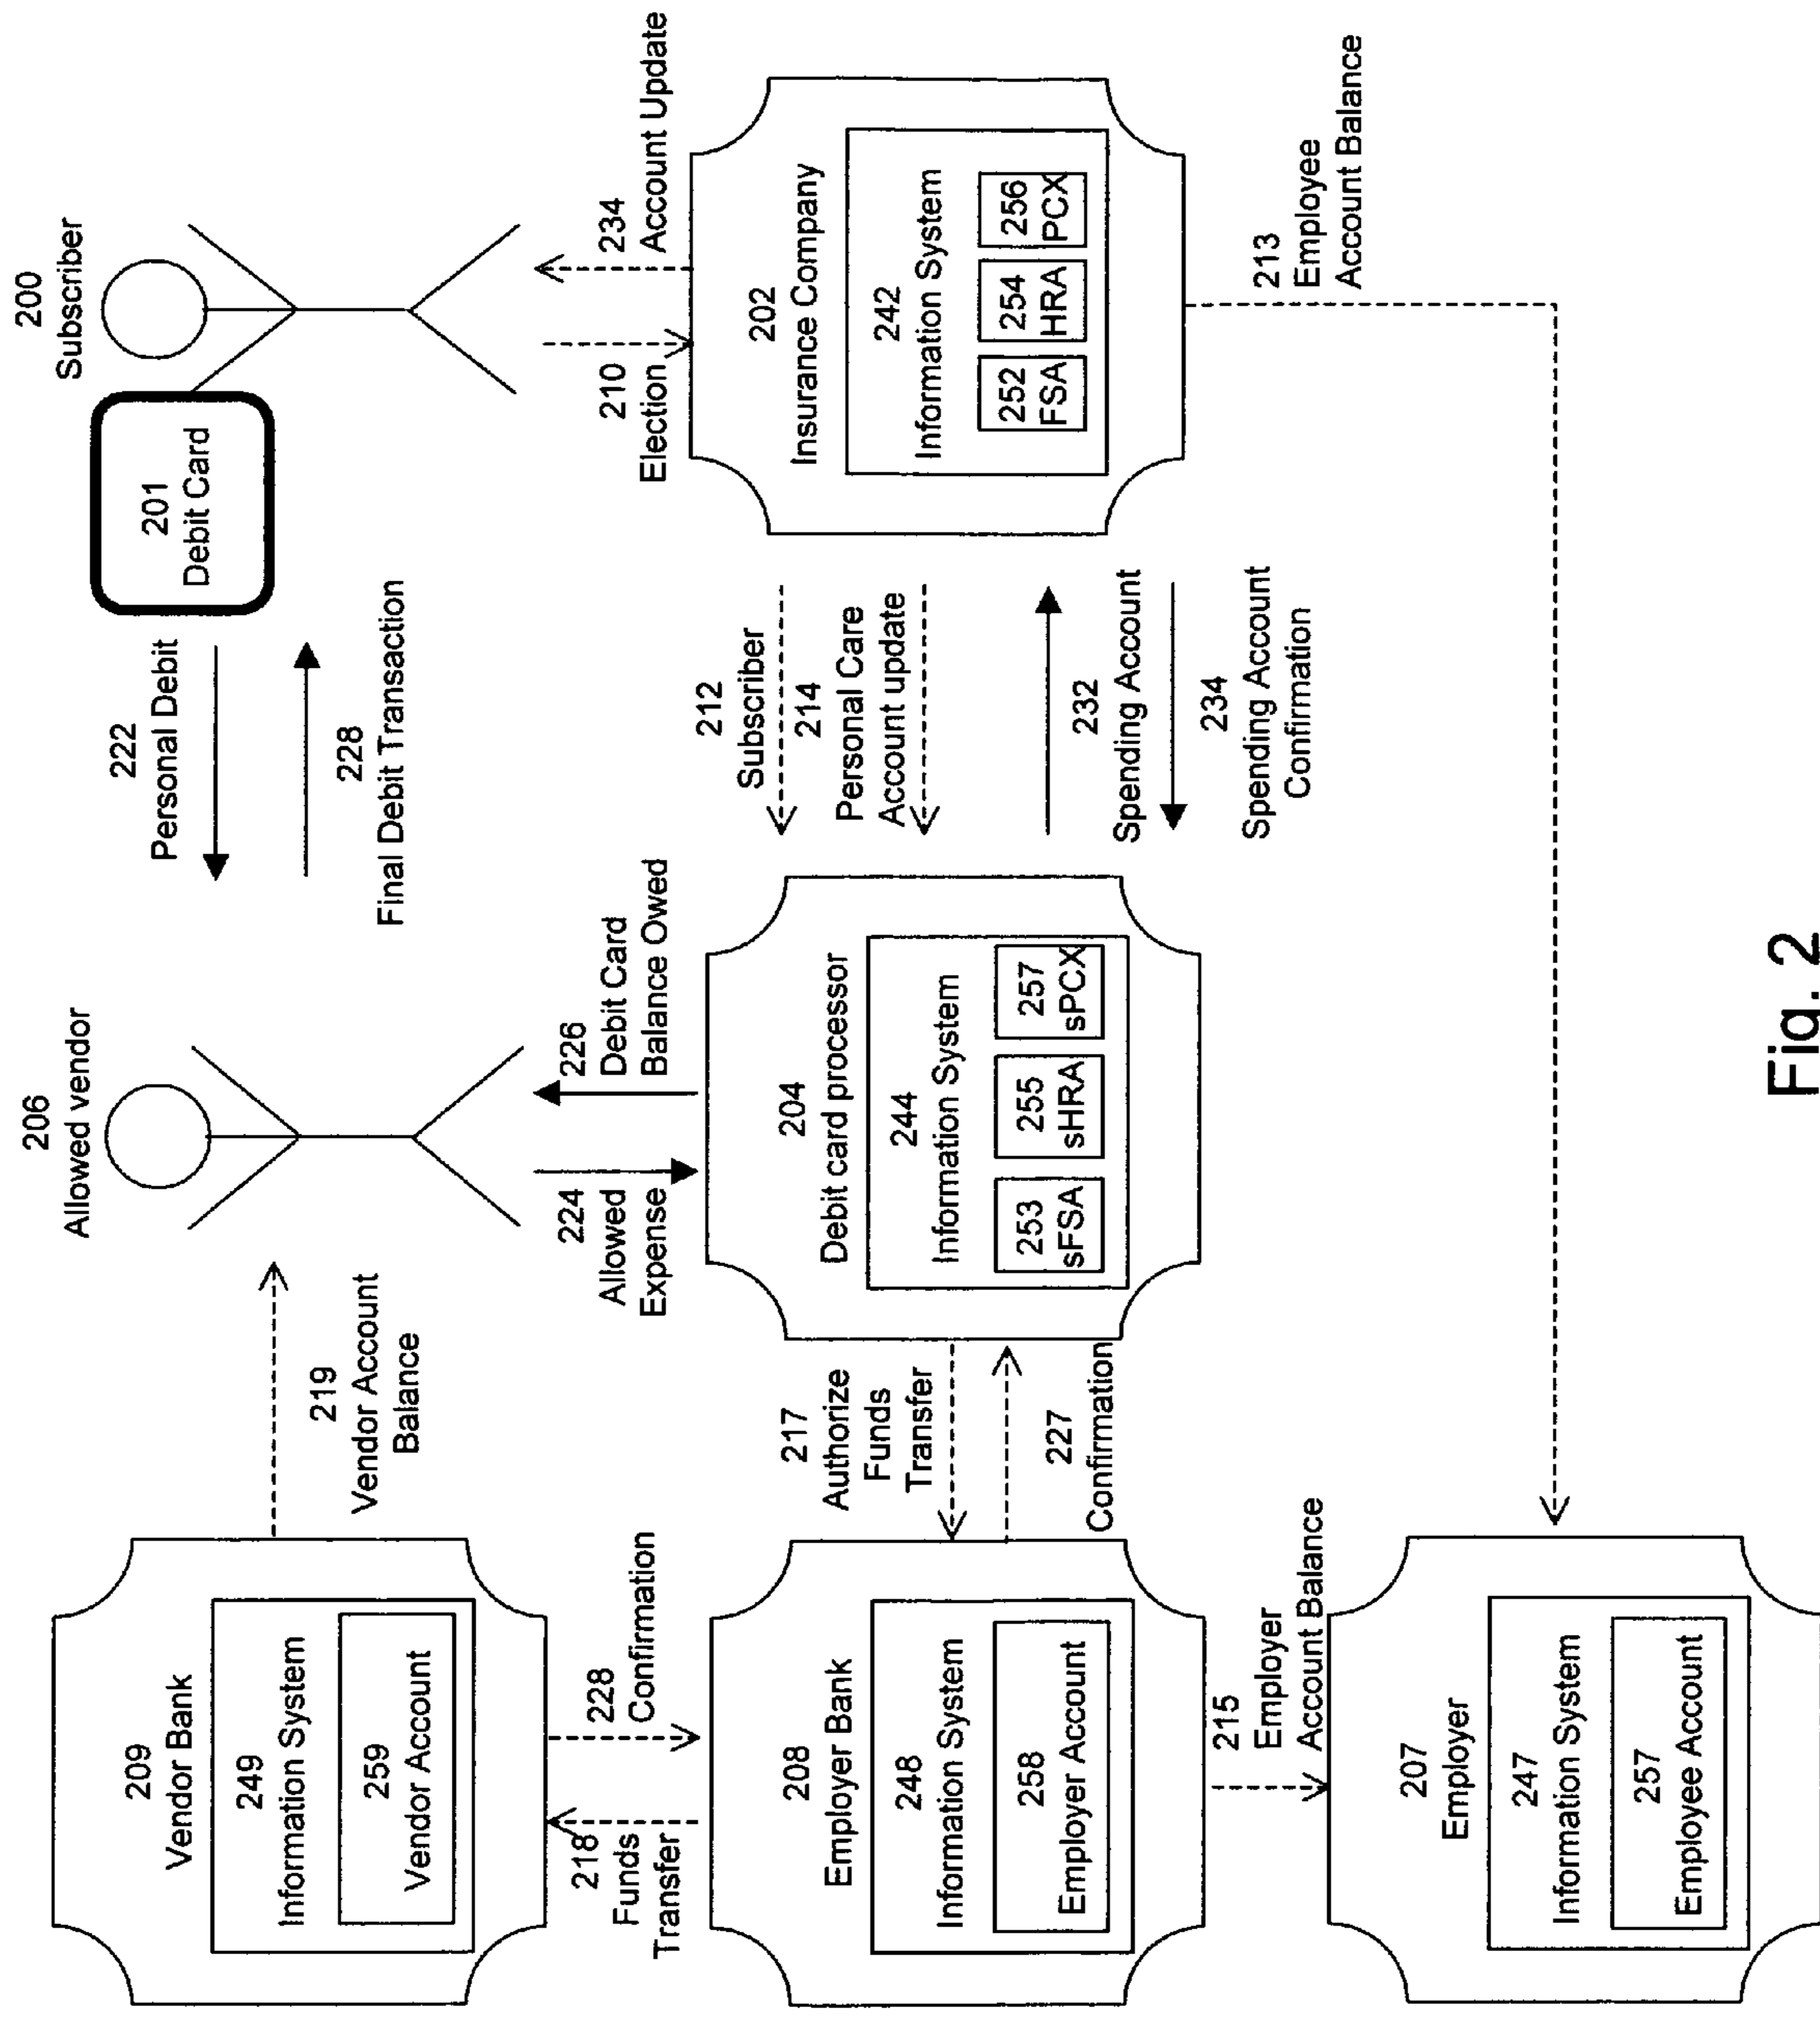 209
Vendor Bank
249
Information System
259
Vendor Account
219
Vendor Account
Balance
206
Allowed vendor
222
Personal Debit
228
Final Debit Transaction
201
Debit Card
200
Subscriber
218
Funds
Transfer
228
Confirmation
224
Allowed
Expense
226
Debit Card
Balance Owed
210
Election
234
Account Update
208
Employer Bank
248
Information System
258
Employer Account
217
Authorize
Funds
Transfer
227
Confirmation
204
Debit card processor
244
Information System
253
sFSA
255
sHRA
257
sPCX
212
Subscriber
214
Personal Care
Account update
232
Spending Account
234
Spending Account
Confirmation
202
Insurance Company
242
Information System
252
FSA
254
HRA
256
PCX
215
Employer
Account Balance
213
Employee
Account Balance
207
Employer
247
Information System
257
Employee Account
Fig. 2